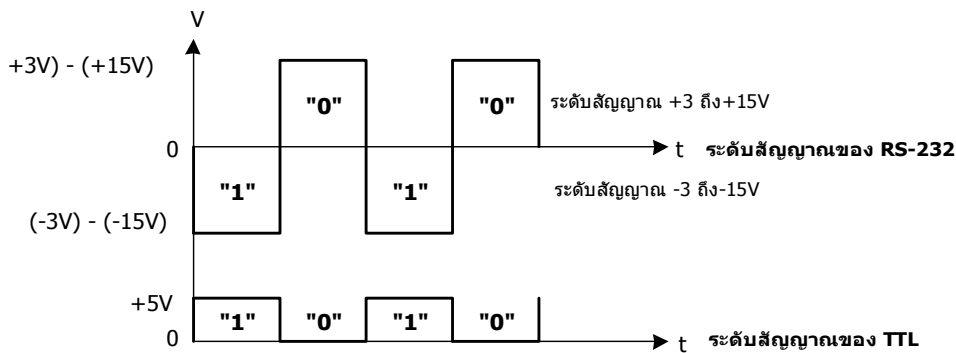 V
+3V) - (+15V)
"0" "0" ระดับสัญญาณ +3 ถึง+15V
0 t ระดับสัญญาณของ RS-232
"1" "1" ระดับสัญญาณ -3 ถึง-15V
(-3V) - (-15V)
+5V
"1" "0" "1" "0"
0 t ระดับสัญญาณของ TTL